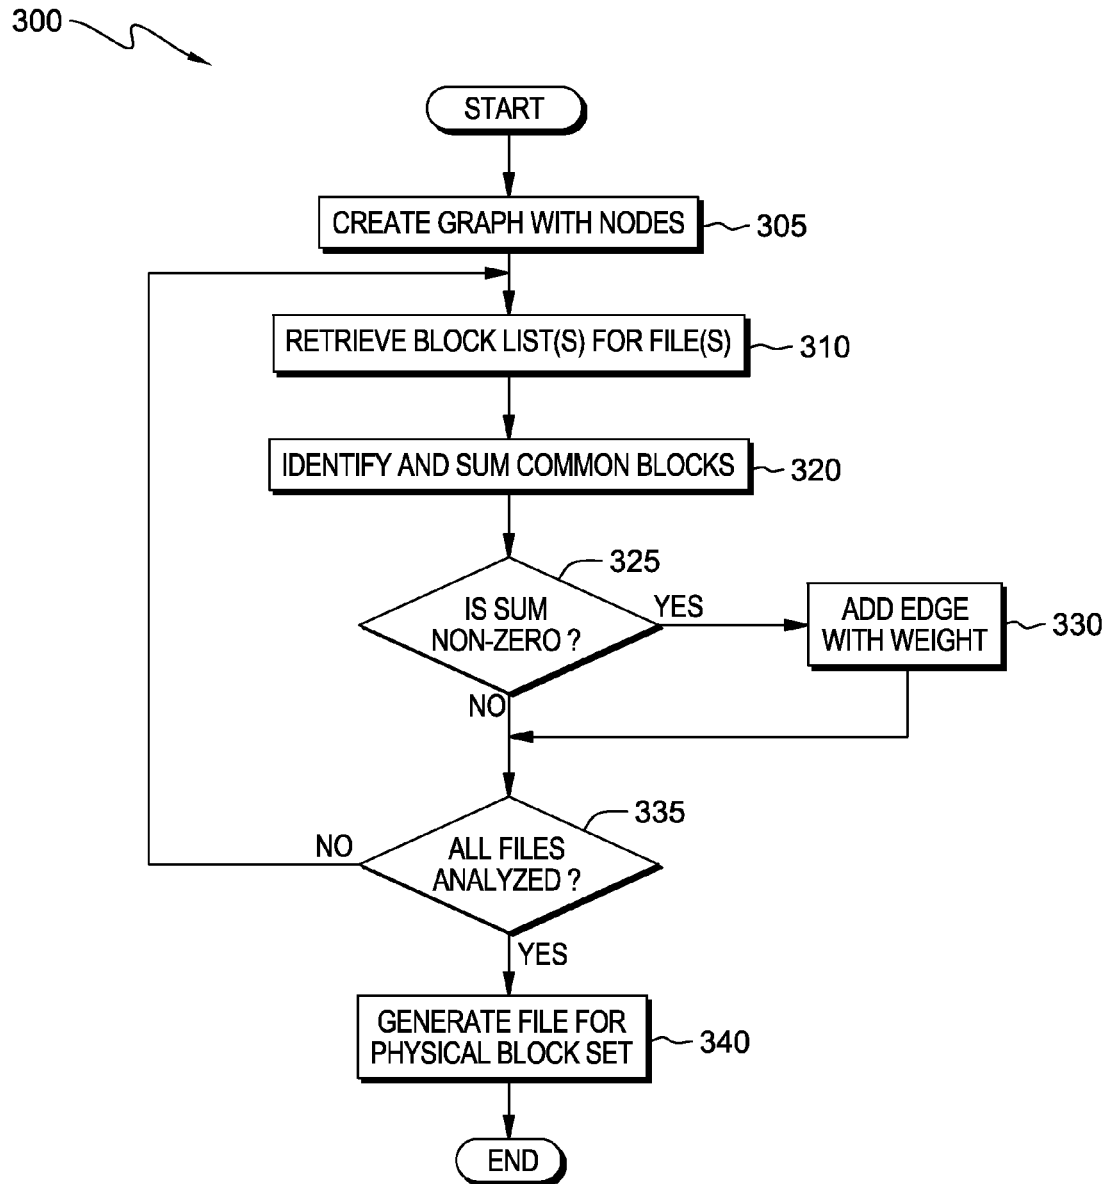 300
START
CREATE GRAPH WITH NODES
305
RETRIEVE BLOCK LIST(S) FOR FILE(S)
310
IDENTIFY AND SUM COMMON BLOCKS
320
325
IS SUM
NON-ZERO ?
YES
ADD EDGE
WITH WEIGHT
330
NO
335
NO
ALL FILES
ANALYZED ?
YES
GENERATE FILE FOR
PHYSICAL BLOCK SET
340
END